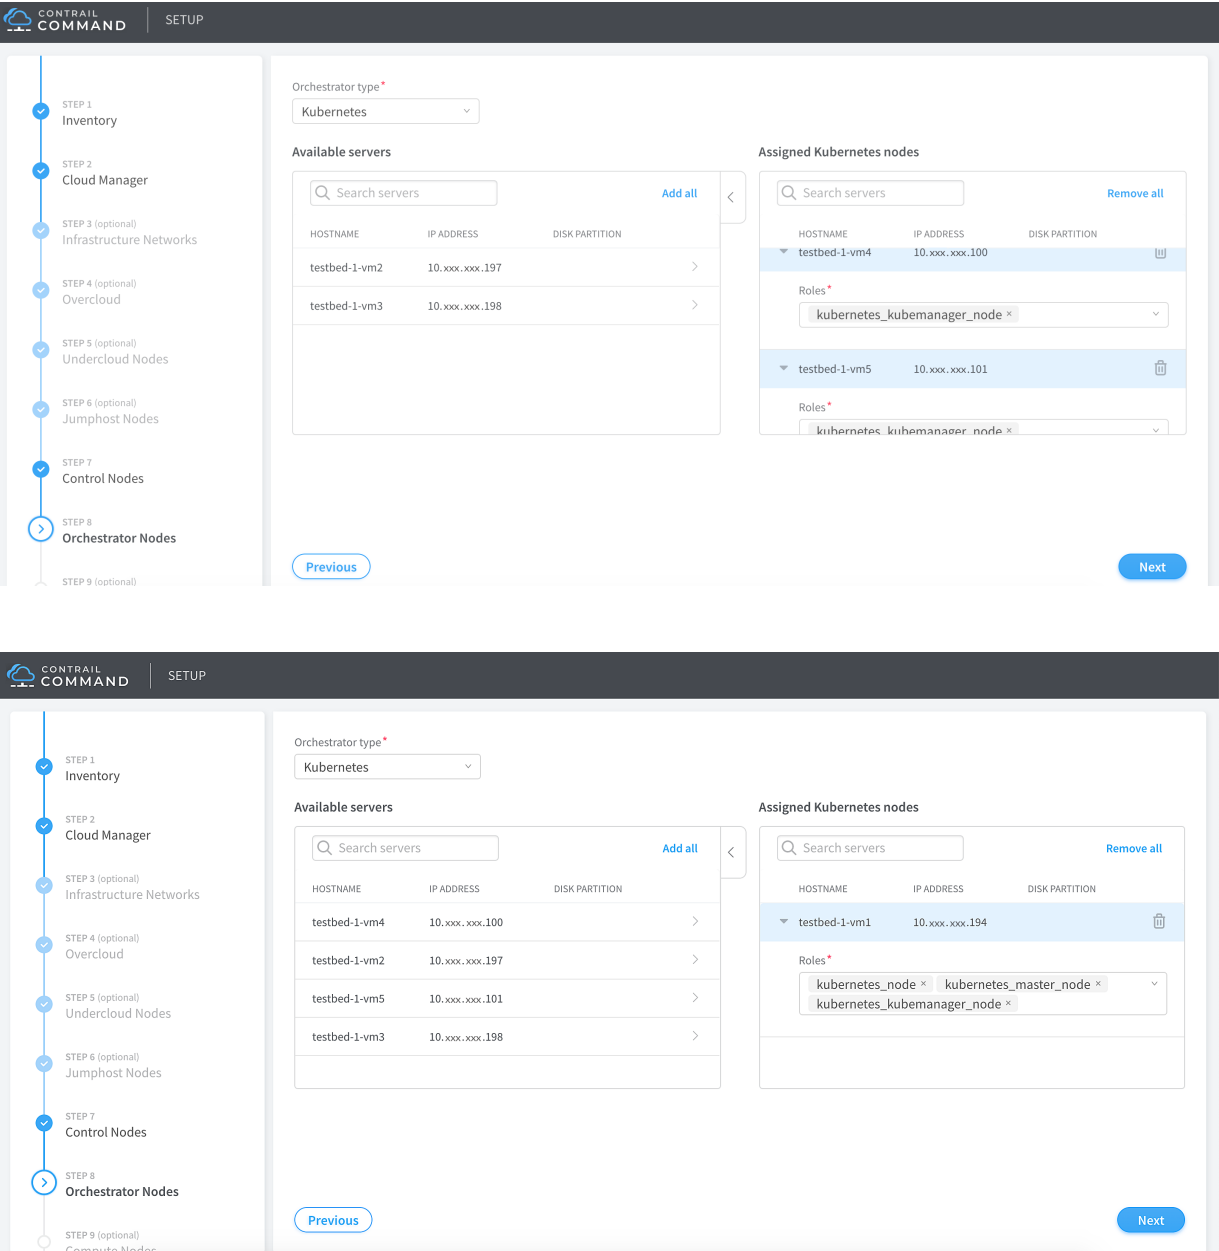 CONTRAIL
COMMAND
SETUP
STEP 1
Inventory
STEP 2
Cloud Manager
STEP 3 (optional)
Infrastructure Networks
STEP 4 (optional)
Overcloud
STEP 5 (optional)
Undercloud Nodes
STEP 6 (optional)
Jumphost Nodes
STEP 7
Control Nodes
STEP 8
Orchestrator Nodes
STEP 9 (optional)
Orchestrator type*
Kubernetes
Available servers
Search servers Add all
HOSTNAME IP ADDRESS DISK PARTITION
testbed-1-vm2 10.xxx.xxx.197
testbed-1-vm3 10.xxx.xxx.198
Assigned Kubernetes nodes
Search servers Remove all
HOSTNAME IP ADDRESS DISK PARTITION
testbed-1-vm4 10.xxx.xxx.100
Roles*
kubernetes_kubemanager_node ×
testbed-1-vm5 10.xxx.xxx.101
Roles*
kubernetes_kubemanager_node ×
Previous
Next
CONTRAIL
COMMAND
SETUP
STEP 1
Inventory
STEP 2
Cloud Manager
STEP 3 (optional)
Infrastructure Networks
STEP 4 (optional)
Overcloud
STEP 5 (optional)
Undercloud Nodes
STEP 6 (optional)
Jumphost Nodes
STEP 7
Control Nodes
STEP 8
Orchestrator Nodes
STEP 9 (optional)
Compute Nodes
Orchestrator type*
Kubernetes
Available servers
Search servers Add all
HOSTNAME IP ADDRESS DISK PARTITION
testbed-1-vm4 10.xxx.xxx.100
testbed-1-vm2 10.xxx.xxx.197
testbed-1-vm5 10.xxx.xxx.101
testbed-1-vm3 10.xxx.xxx.198
Assigned Kubernetes nodes
Search servers Remove all
HOSTNAME IP ADDRESS DISK PARTITION
testbed-1-vm1 10.xxx.xxx.194
Roles*
kubernetes_node × kubernetes_master_node ×
kubernetes_kubemanager_node ×
Previous
Next